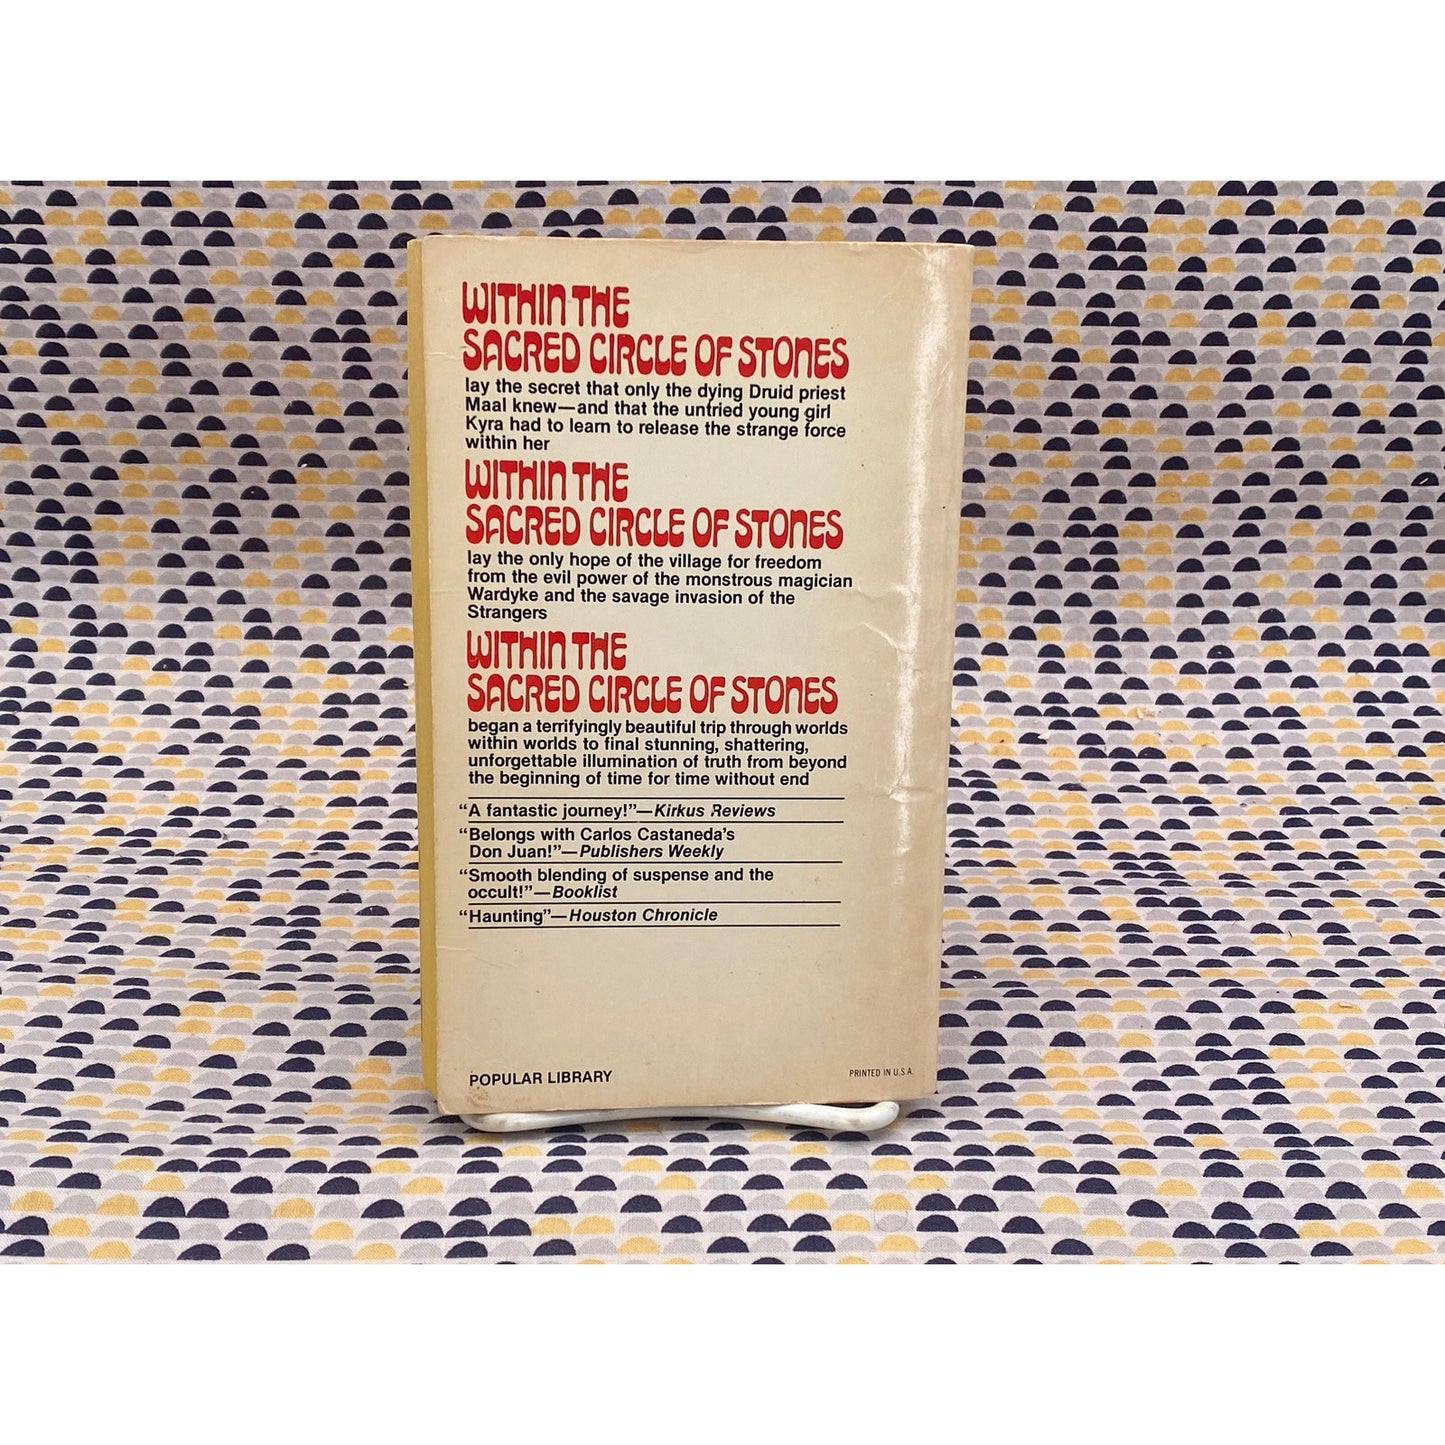 WITHIN THE
SACRED CIRCLE OF STONES
lay the secret that only the dying Druid priest
Maal knew—and that the untried young girl
Kyra had to learn to release the strange force
within her
WITHIN THE
SACRED CIRCLE OF STONES
lay the only hope of the village for freedom
from the evil power of the monstrous magician
Wardyke and the savage invasion of the
Strangers
WITHIN THE
SACRED CIRCLE OF STONES
began a terrifyingly beautiful trip through worlds
within worlds to final stunning, shattering,
unforgettable illumination of truth from beyond
the beginning of time for time without end
“A fantastic journey!”—Kirkus Reviews
“Belongs with Carlos Castaneda’s
Don Juan!”—Publishers Weekly
“Smooth blending of suspense and the
occult!”—Booklist
“Haunting”—Houston Chronicle
POPULAR LIBRARY
PRINTED IN U.S.A.